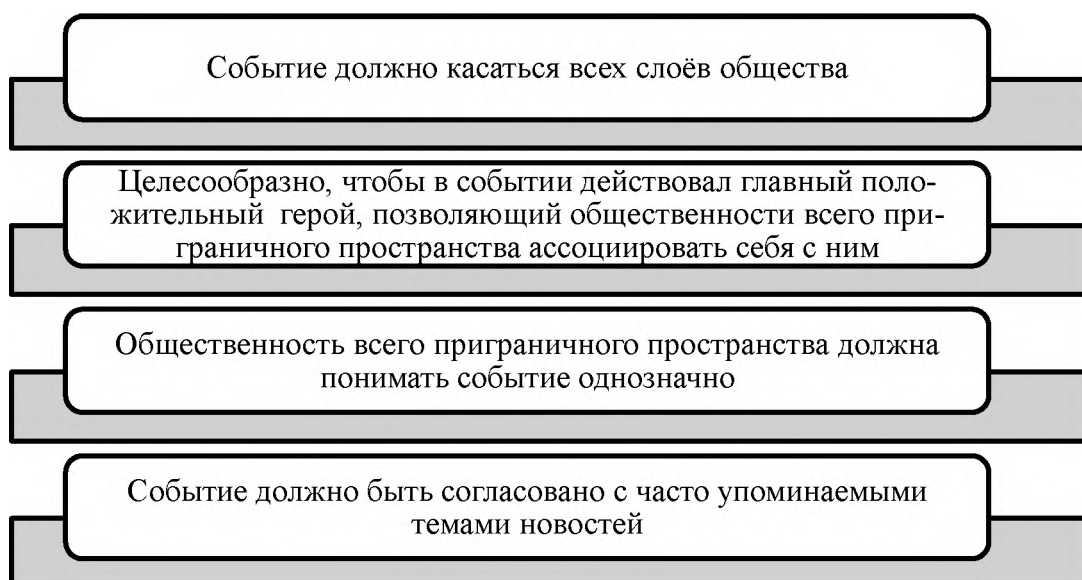 Событие должно касаться всех слоёв общества
Целесообразно, чтобы в событии действовал главный поло-
жительный герой, позволяющий общественности всего при-
граничного пространства ассоциировать себя с ним
Общественность всего приграничного пространства должна
понимать событие однозначно
Событие должно быть согласовано с часто упоминаемыми
темами новостей